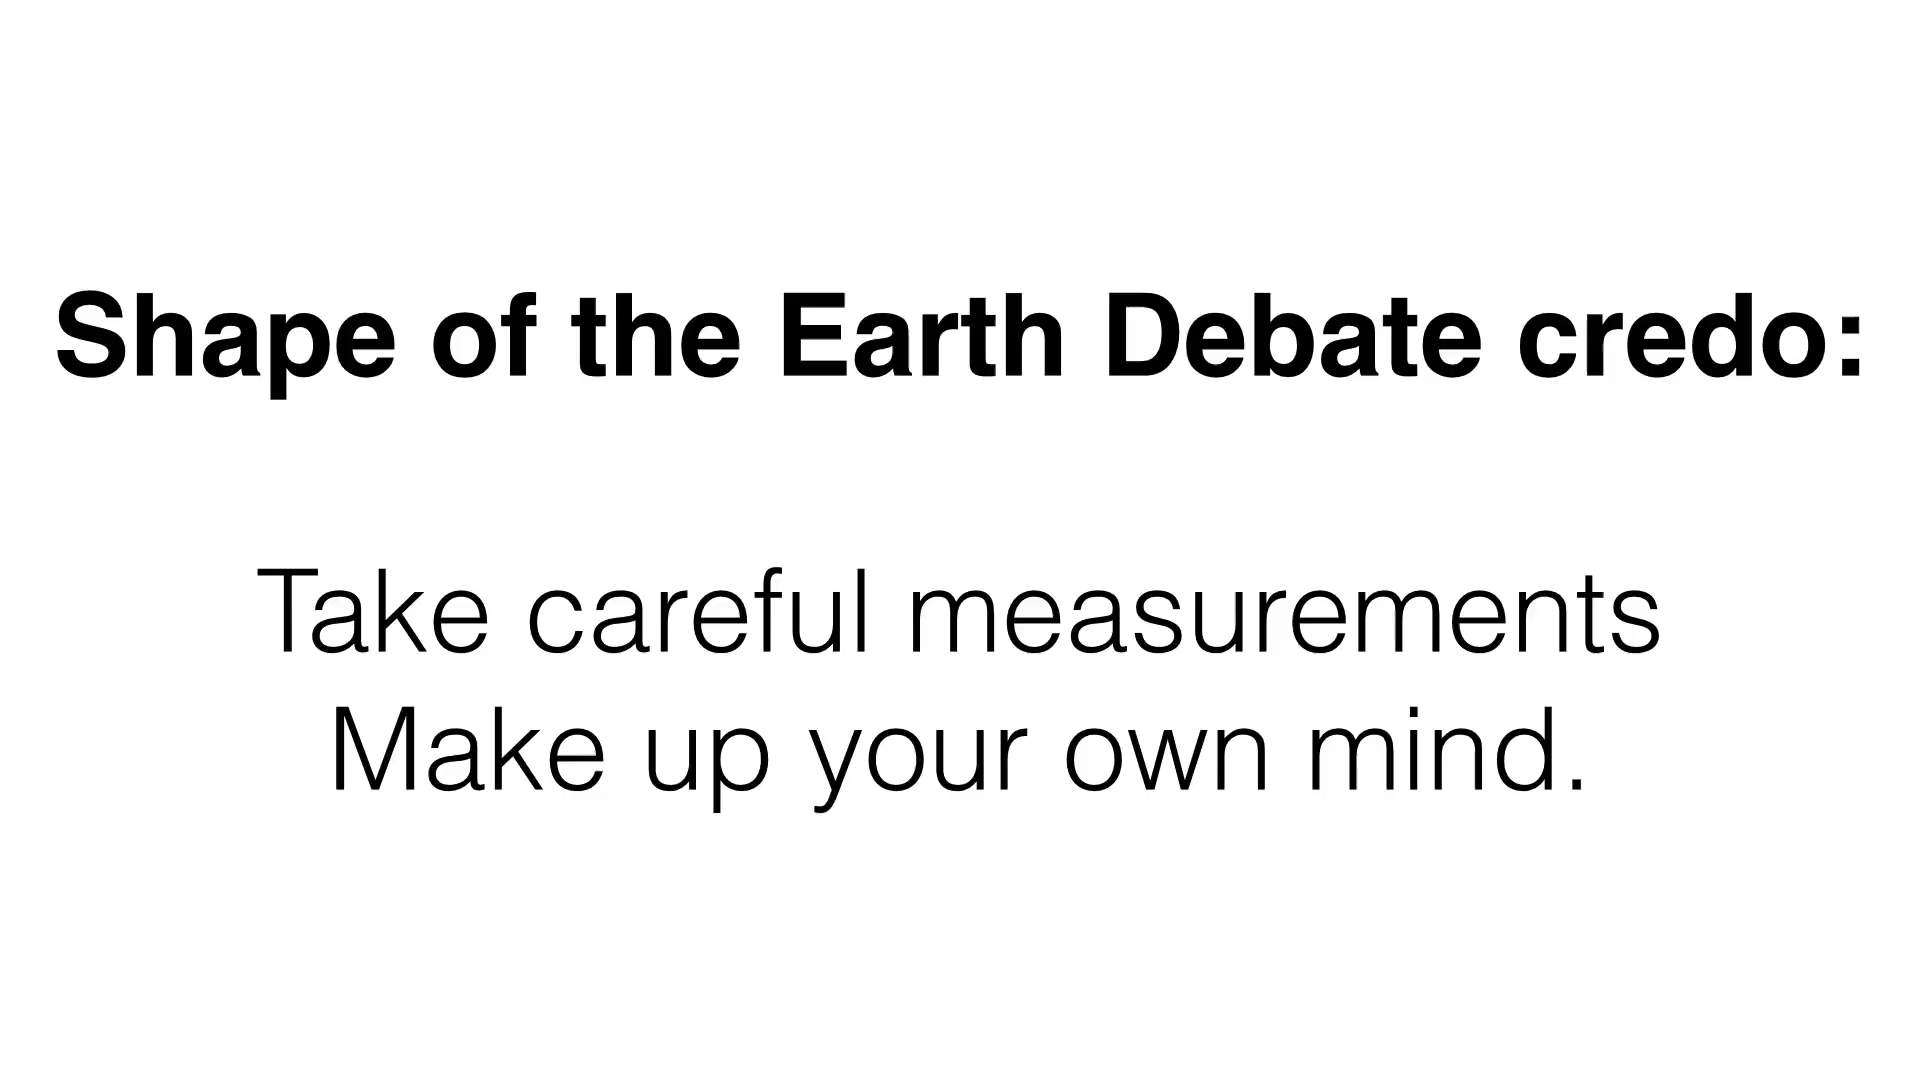 Shape of the Earth Debate credo:
Take careful measurements
Make up your own mind.